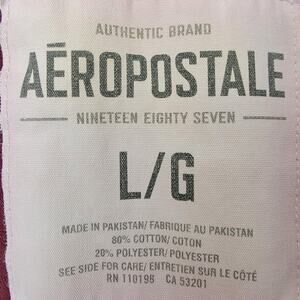 AUTHENTIC BRAND
AÉROPOSTALE
NINETEEN EIGHTY SEVEN
L/G
MADE IN PAKISTAN/ FABRIQUE AU PAKISTAN
80% COTTON/ COTON
20% POLYESTER/ POLYESTER
SEE SIDE FOR CARE/ ENTRETIEN SUR LE CÔTÉ
RN 110196 CA 53201